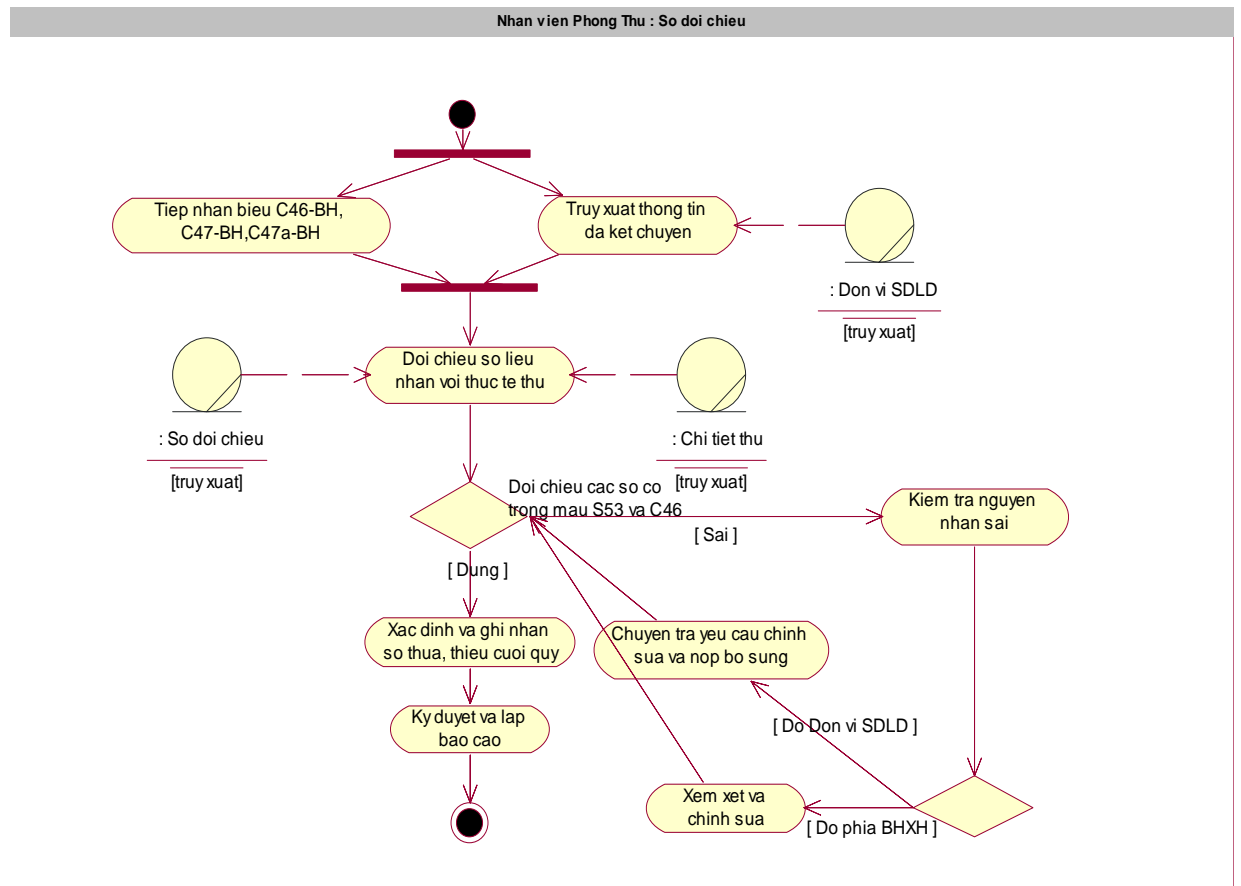 Nhan vien Phong Thu : So doi chieu
Tiep nhan bieu C46-BH,
C47-BH,C47a-BH
Truy xuat thong tin
da ket chuyen
: Don vi SDLD
[truy xuat]
Doi chieu so lieu
nhan voi thuc te thu
: So doi chieu
[truy xuat]
: Chi tiet thu
[truy xuat]
Doi chieu cac so co
trong mau S53 va C46
[ Sai ]
Kiem tra nguyen
nhan sai
[ Dung ]
Xac dinh va ghi nhan
so thua, thieu cuoi quy
Chuyen tra yeu cau chinh
sua va nop bo sung
Ky duyet va lap
bao cao
[ Do Don vi SDLD ]
Xem xet va
chinh sua
[ Do phia BHXH ]